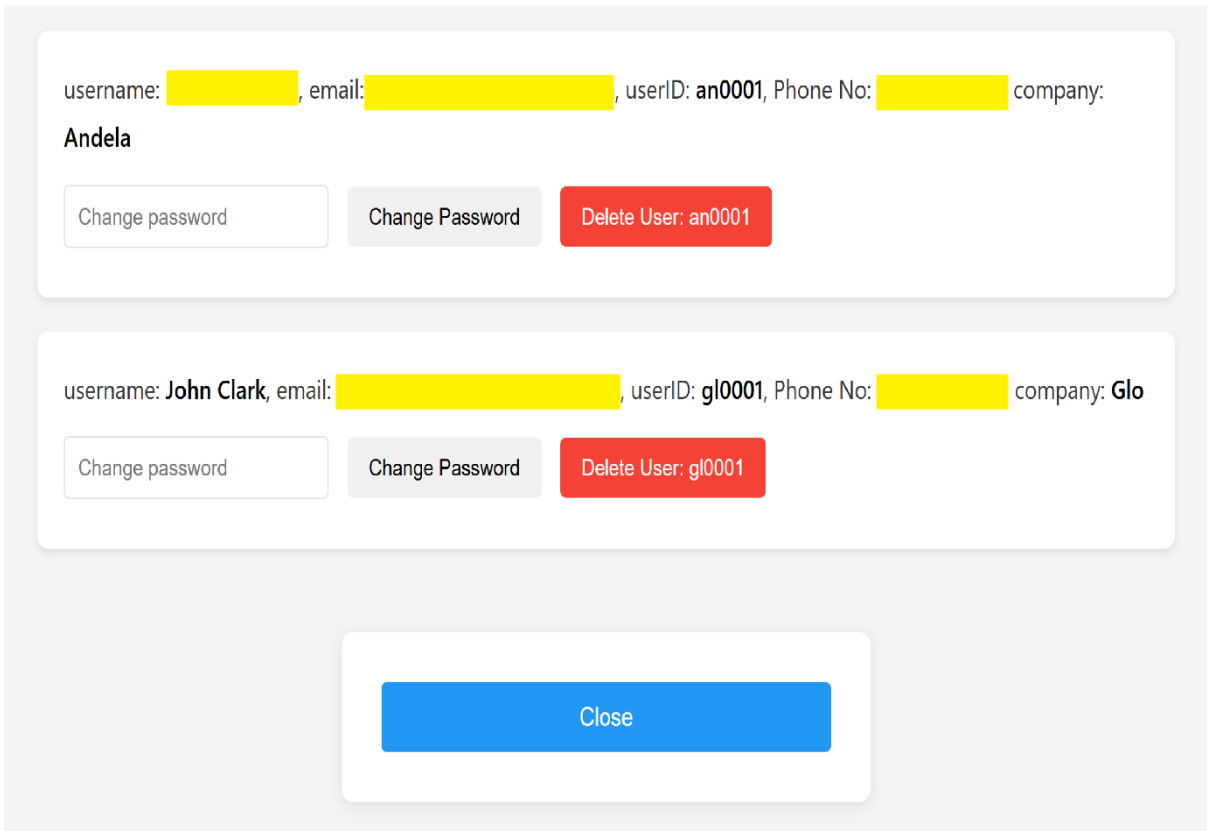 username: , email: , userID: an0001, Phone No: company:
Andela
Change password Change Password Delete User: an0001
username: John Clark, email: , userID: gl0001, Phone No: company: Glo
Change password Change Password Delete User: gl0001
Close